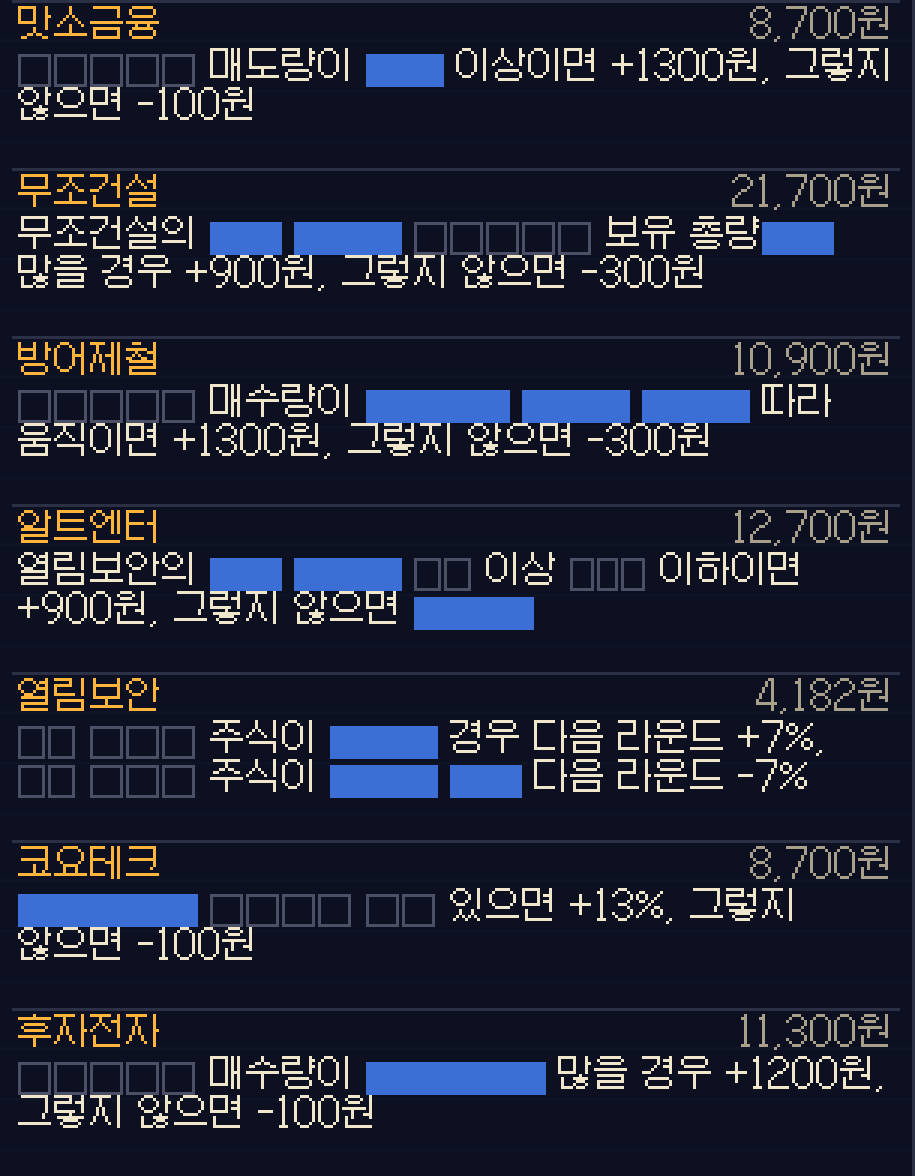 맛소금융 8,700원
□□□□□ 매도량이 이상이면 +1300원, 그렇지
않으면 -100원
무조건설 21,700원
무조건설의 □□□□□ 보유 총량
많을 경우 +900원, 그렇지 않으면 -300원
방어제철 10,900원
□□□□□ 매수량이 따라
움직이면 +1300원, 그렇지 않으면 -300원
알트엔터 12,700원
열림보안의 □□ 이상 □□□ 이하이면
+900원, 그렇지 않으면
열림보안 4,182원
□□ □□□ 주식이 경우 다음 라운드 +7%,
□□ □□□ 주식이 다음 라운드 -7%
코요테크 8,700원
□□□□ □□ 있으면 +13%, 그렇지
않으면 -100원
후자전자 11,300원
□□□□□ 매수량이 많을 경우 +1200원,
그렇지 않으면 -100원